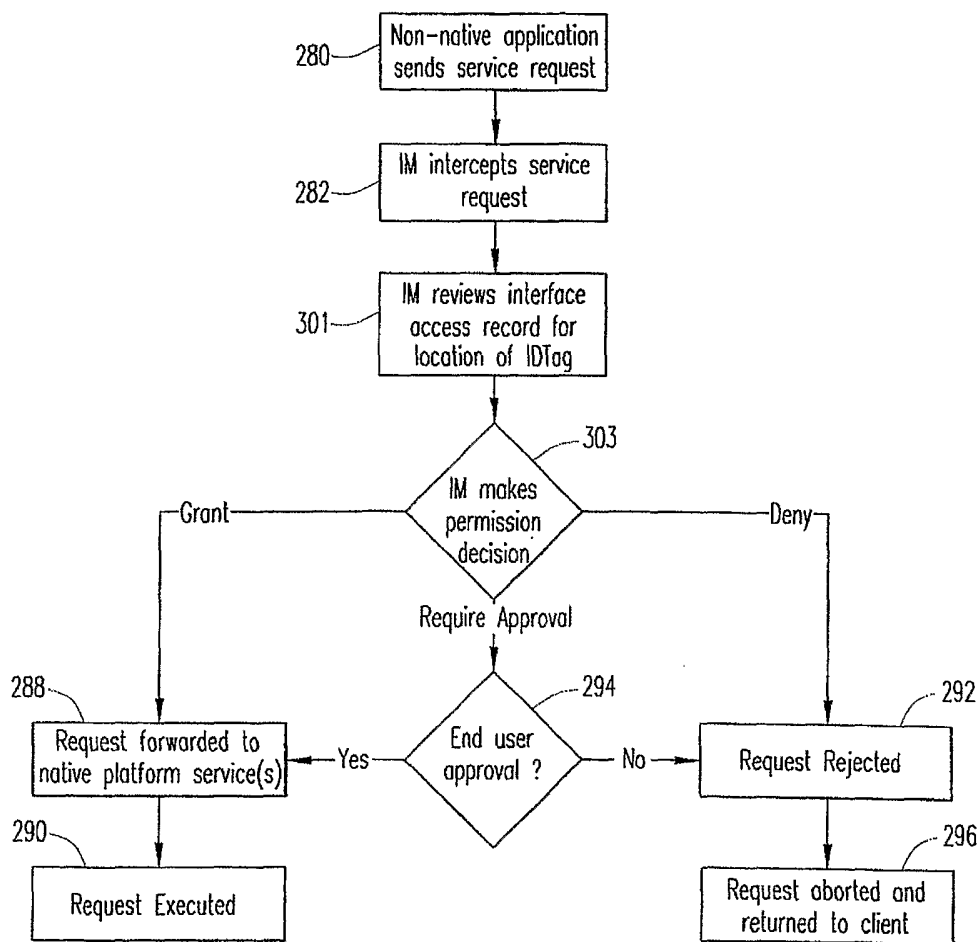 280
Non-native application
sends service request
282
IM intercepts service
request
301
IM reviews interface
access record for
location of IDTag
303
IM makes
permission
decision
Grant
Deny
Require Approval
288
Request forwarded to
native platform service(s)
294
End user
approval ?
Yes
No
292
Request Rejected
290
Request Executed
296
Request aborted and
returned to client